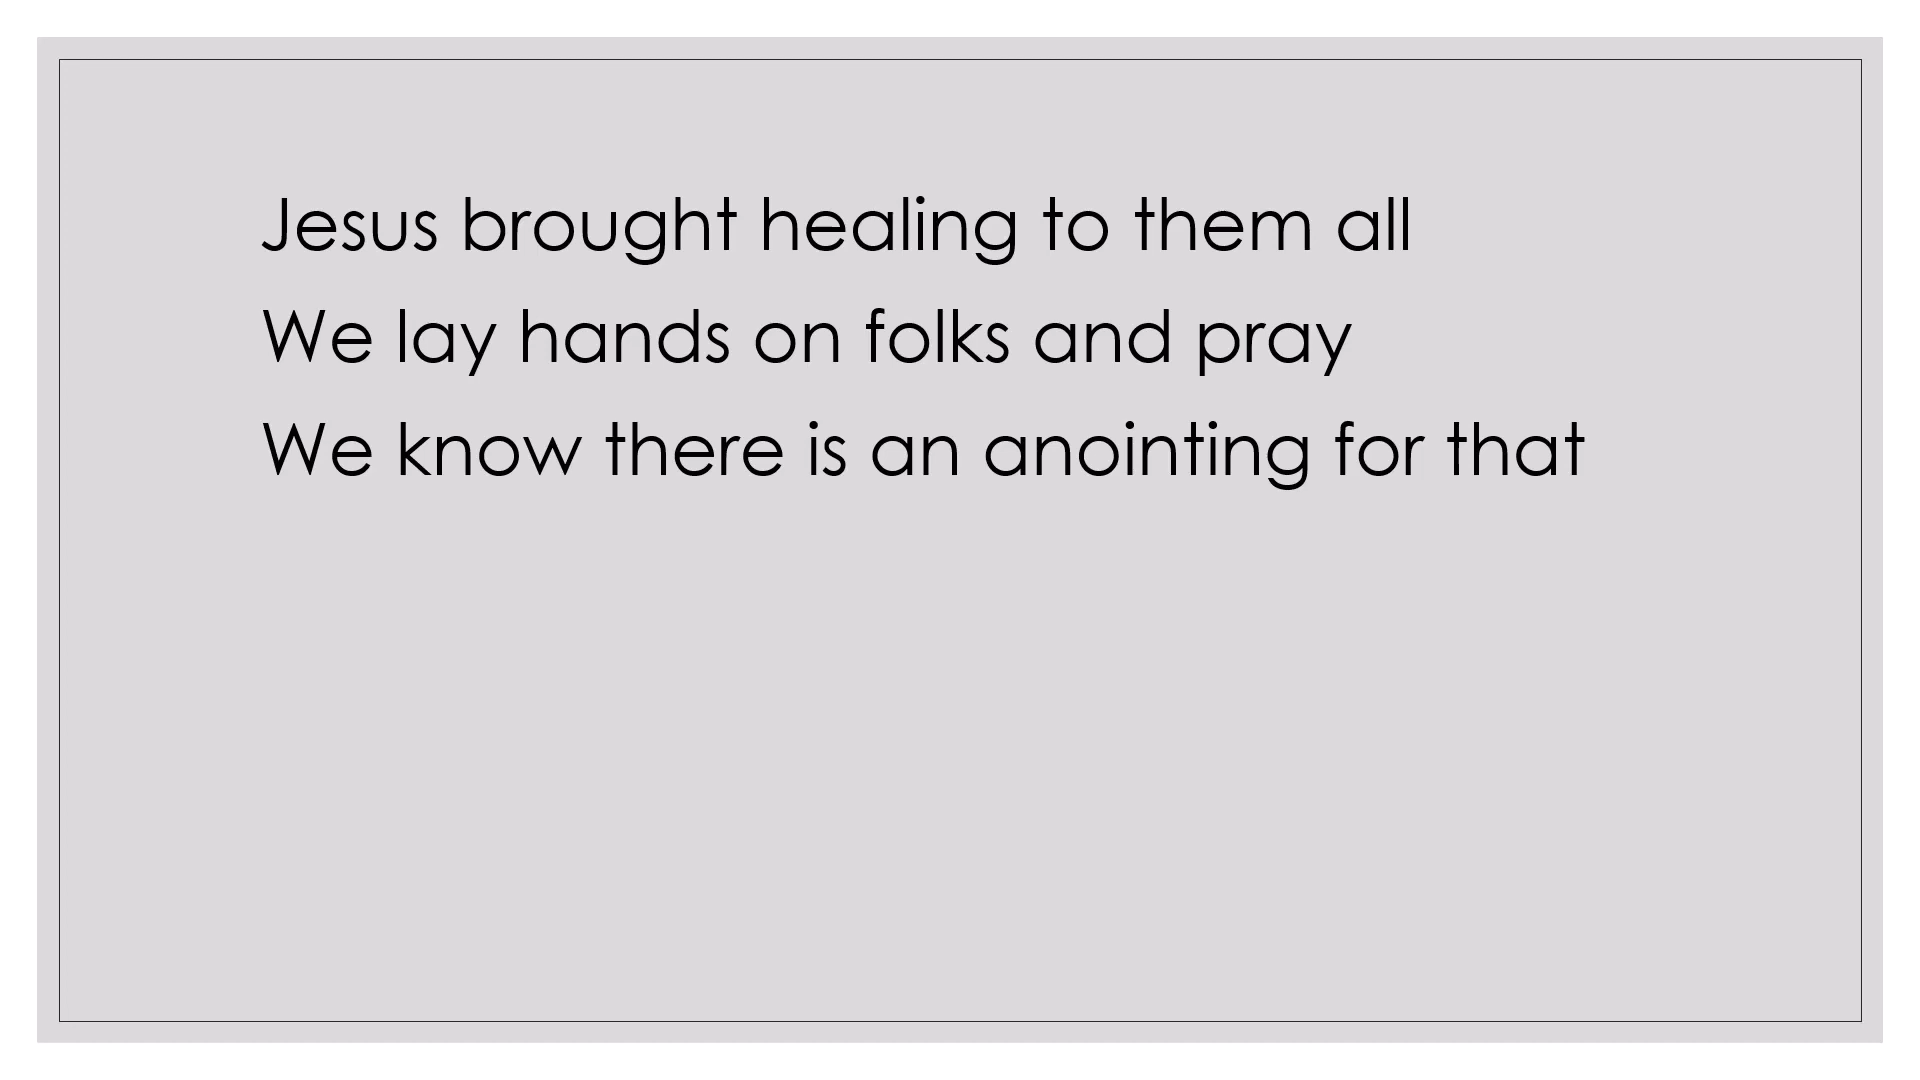 Jesus brought healing to them all
We lay hands on folks and pray
We know there is an anointing for that